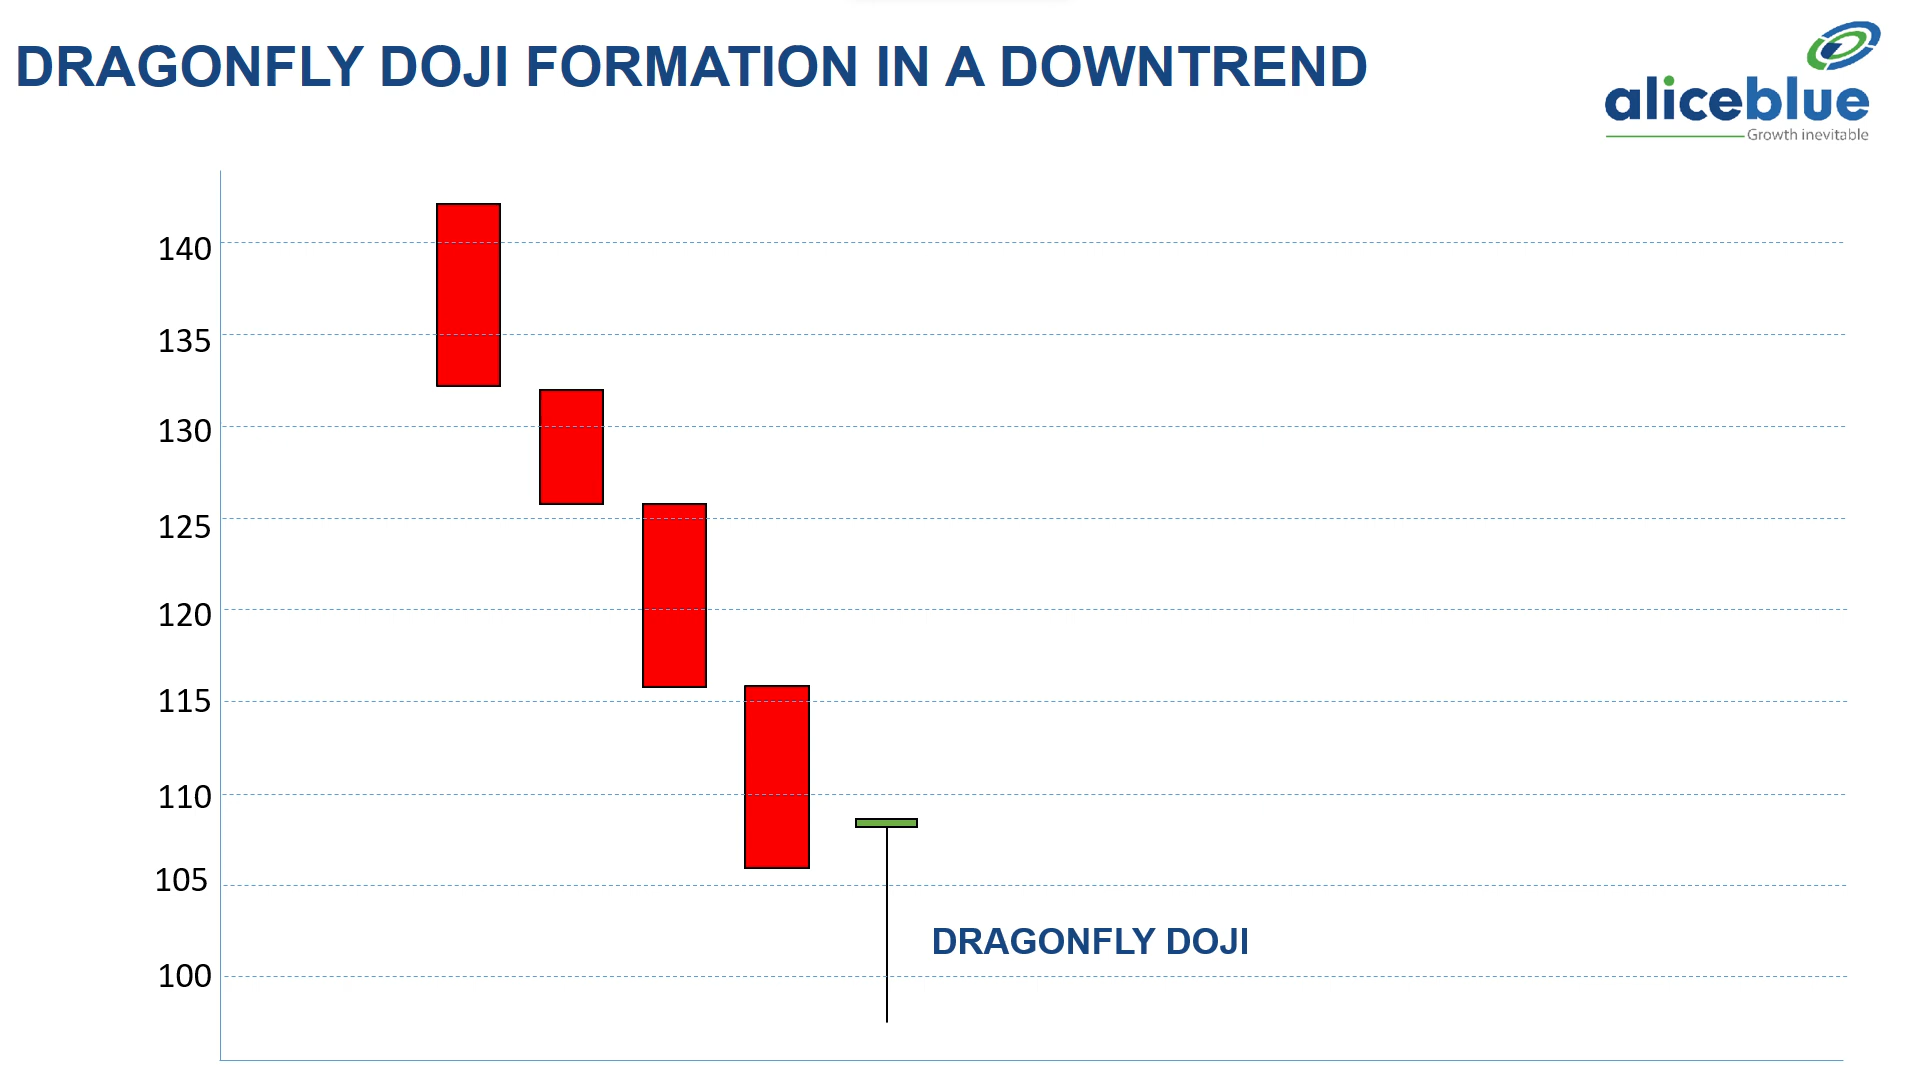 DRAGONFLY DOJI FORMATION IN A DOWNTREND
aliceblue
Growth inevitable
140
135
130
125
120
115
110
105
100
DRAGONFLY DOJI